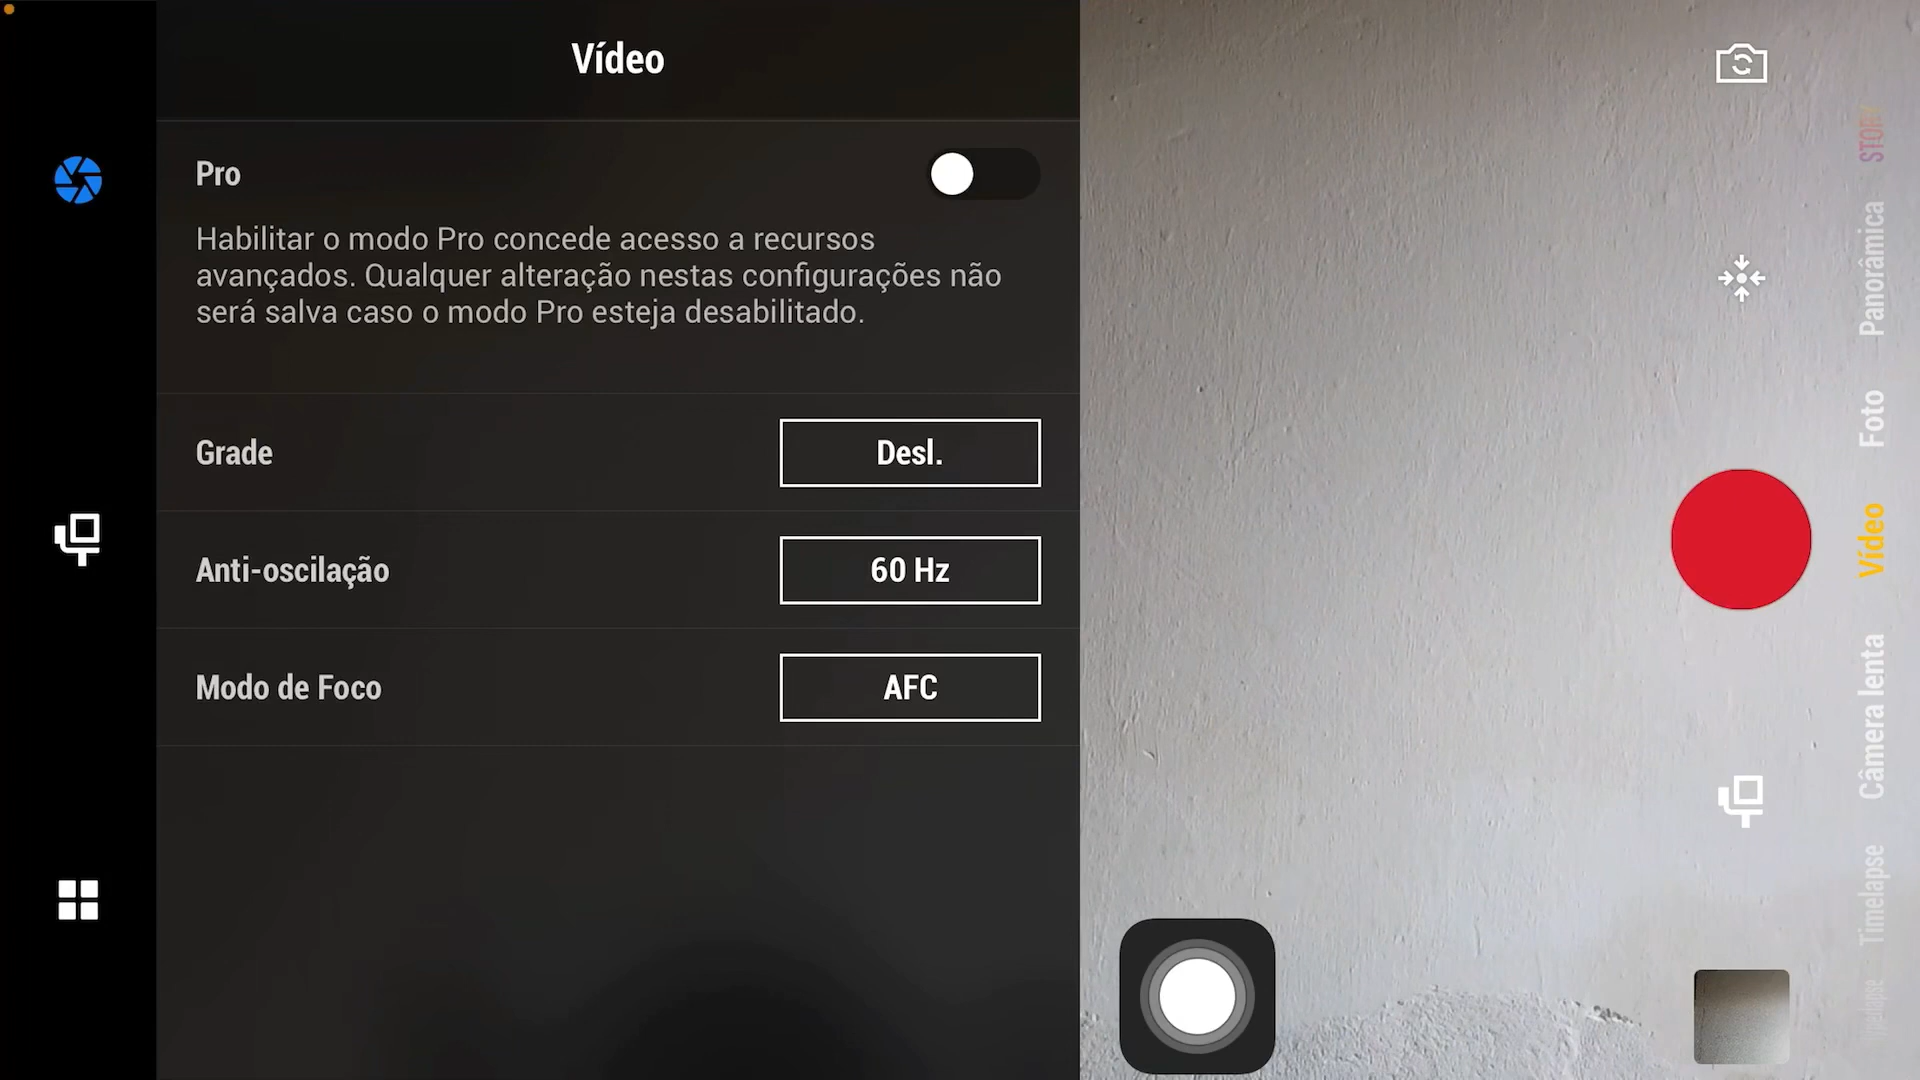 Vídeo
Pro
Habilitar o modo Pro concede acesso a recursos
avançados. Qualquer alteração nestas configurações não
será salva caso o modo Pro esteja desabilitado.
Grade
Desl.
Anti-oscilação
60 Hz
Modo de Foco
AFC
Panorâmica
Foto
Vídeo
Câmera lenta
Timelapse